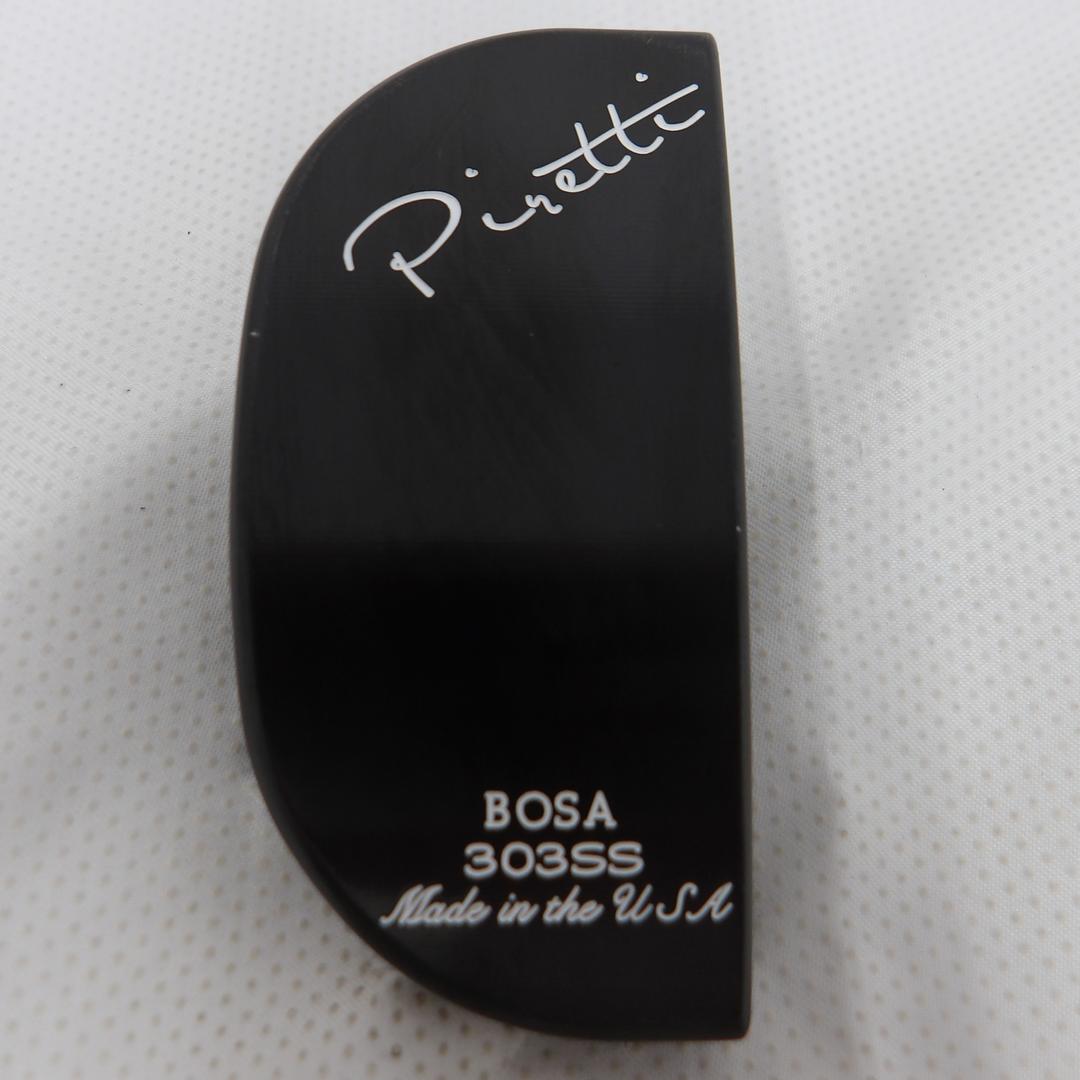 Piretti
BOSA
303SS
Made in the USA